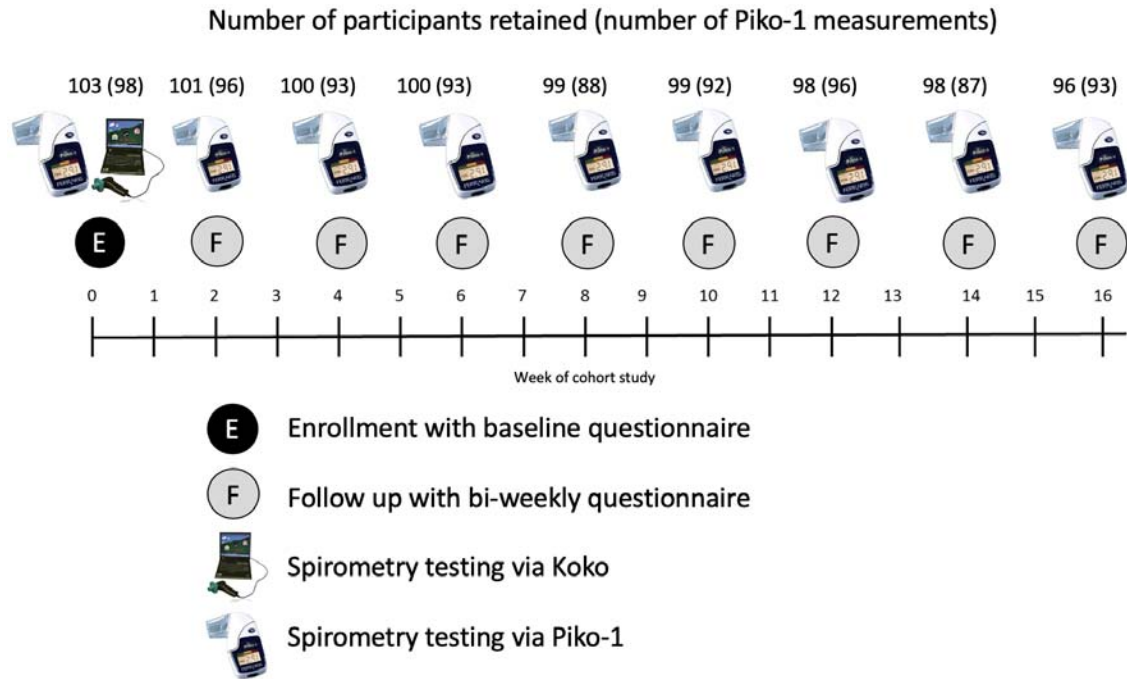 Number of participants retained (number of Piko-1 measurements)
103 (98) 101 (96) 100 (93) 100 (93) 99 (88) 99 (92) 98 (96) 98 (87) 96 (93)
E F F F F F F F F
0 1 2 3 4 5 6 7 8 9 10 11 12 13 14 15 16
Week of cohort study
E Enrollment with baseline questionnaire
F Follow up with bi-weekly questionnaire
Spirometry testing via Koko
Spirometry testing via Piko-1